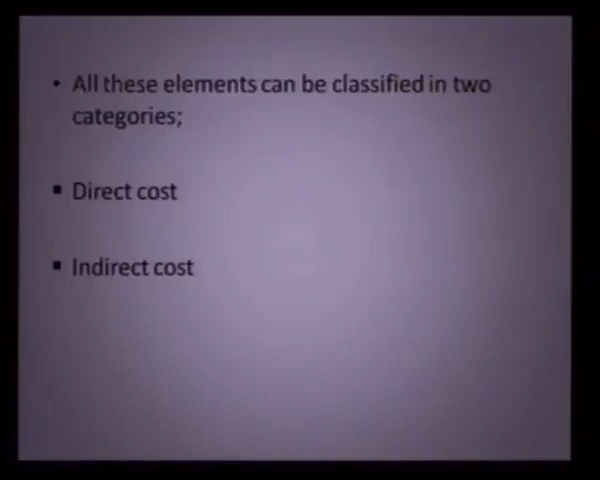 • All these elements can be classified in two
categories;
▪ Direct cost
▪ Indirect cost